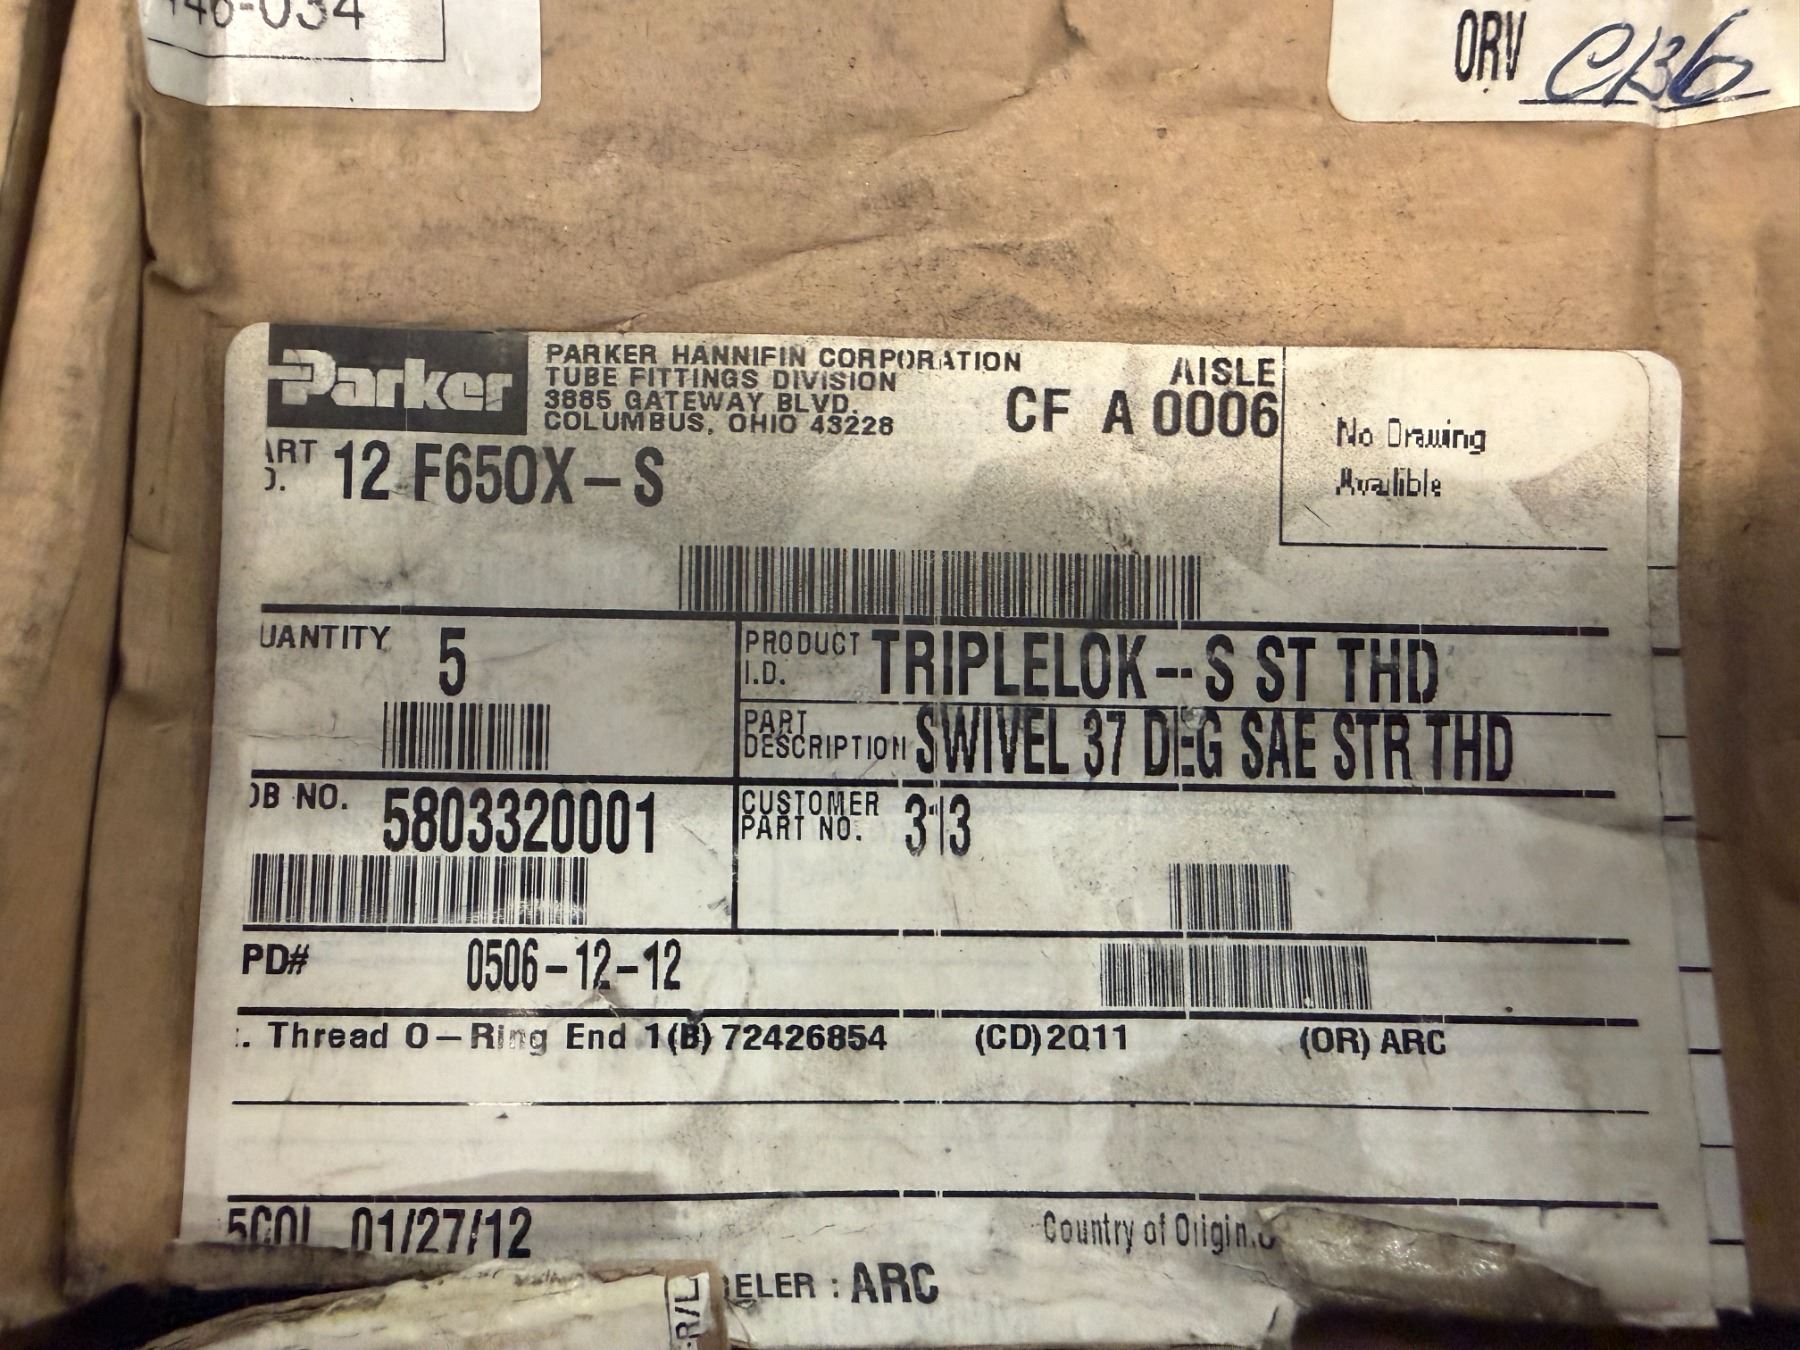 46-034
ORV CB6
Parker
PARKER HANNIFIN CORPORATION
TUBE FITTINGS DIVISION
3885 GATEWAY BLVD.
COLUMBUS, OHIO 43228
AISLE
CF A 0006
No Drawing
Availible
ART
O. 12 F65OX-S
UANTITY 5
PRODUCT
I.D. TRIPLELOK--S ST THD
PART
DESCRIPTION SWIVEL 37 DEG SAE STR THD
OB NO. 5803320001
CUSTOMER
PART NO. 313
PD# 0506-12-12
. Thread O-Ring End 1(B) 72426854 (CD)2Q11 (OR) ARC
01/27/12
Country of Origin:
ELER : ARC
R/L